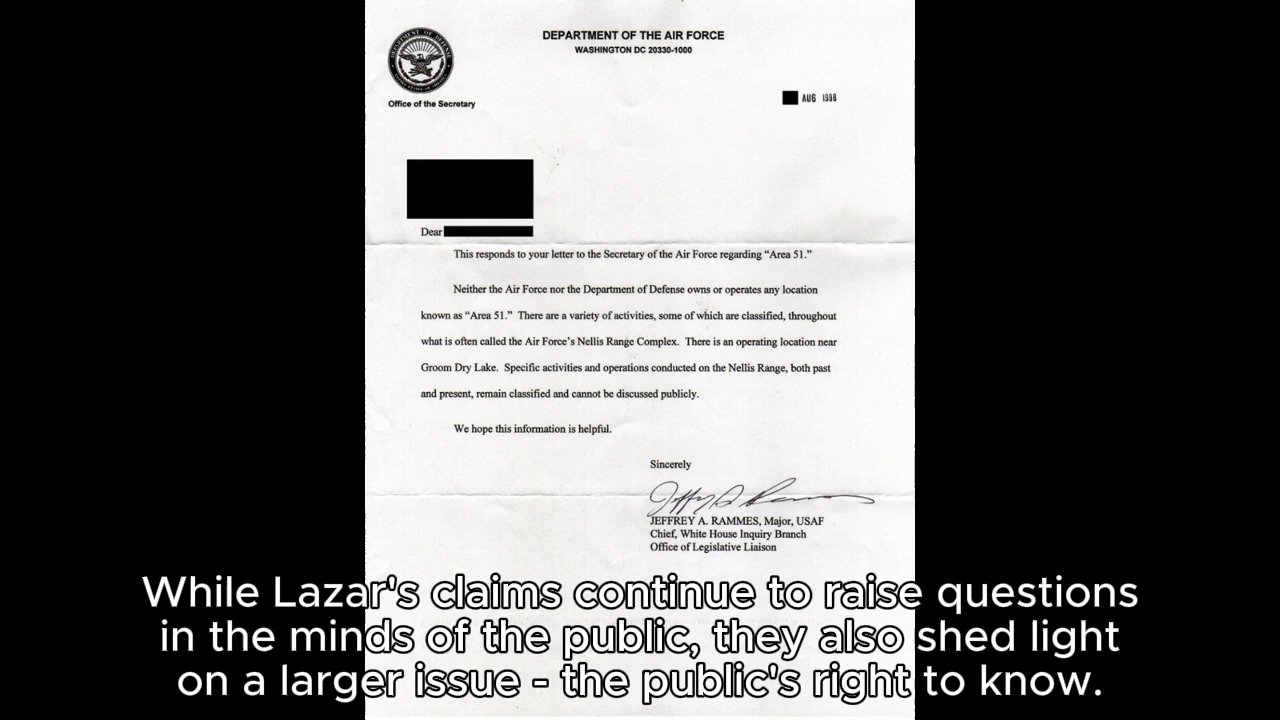 DEPARTMENT OF THE AIR FORCE
WASHINGTON DC 20330-1000
Office of the Secretary
AUG 1998
Dear
This responds to your letter to the Secretary of the Air Force regarding “Area 51.”
Neither the Air Force nor the Department of Defense owns or operates any location
known as “Area 51.” There are a variety of activities, some of which are classified, throughout
what is often called the Air Force’s Nellis Range Complex. There is an operating location near
Groom Dry Lake. Specific activities and operations conducted on the Nellis Range, both past
and present, remain classified and cannot be discussed publicly.
We hope this information is helpful.
Sincerely
JEFFREY A. RAMMES, Major, USAF
Chief, White House Inquiry Branch
Office of Legislative Liaison
While Lazar's claims continue to raise questions
in the minds of the public, they also shed light
on a larger issue - the public's right to know.